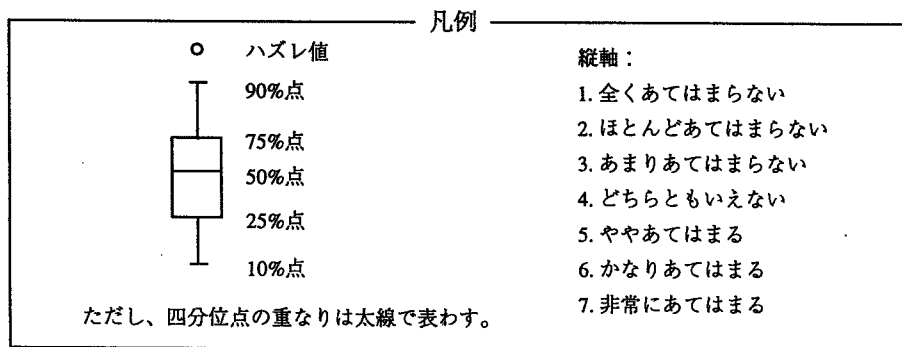 凡例
ハズレ値
90%点
75%点
50%点
25%点
10%点
ただし、四分位点の重なりは太線で表わす。
縦軸：
1. 全くあてはまらない
2. ほとんどあてはまらない
3. あまりあてはまらない
4. どちらともいえない
5. ややあてはまる
6. かなりあてはまる
7. 非常にあてはまる